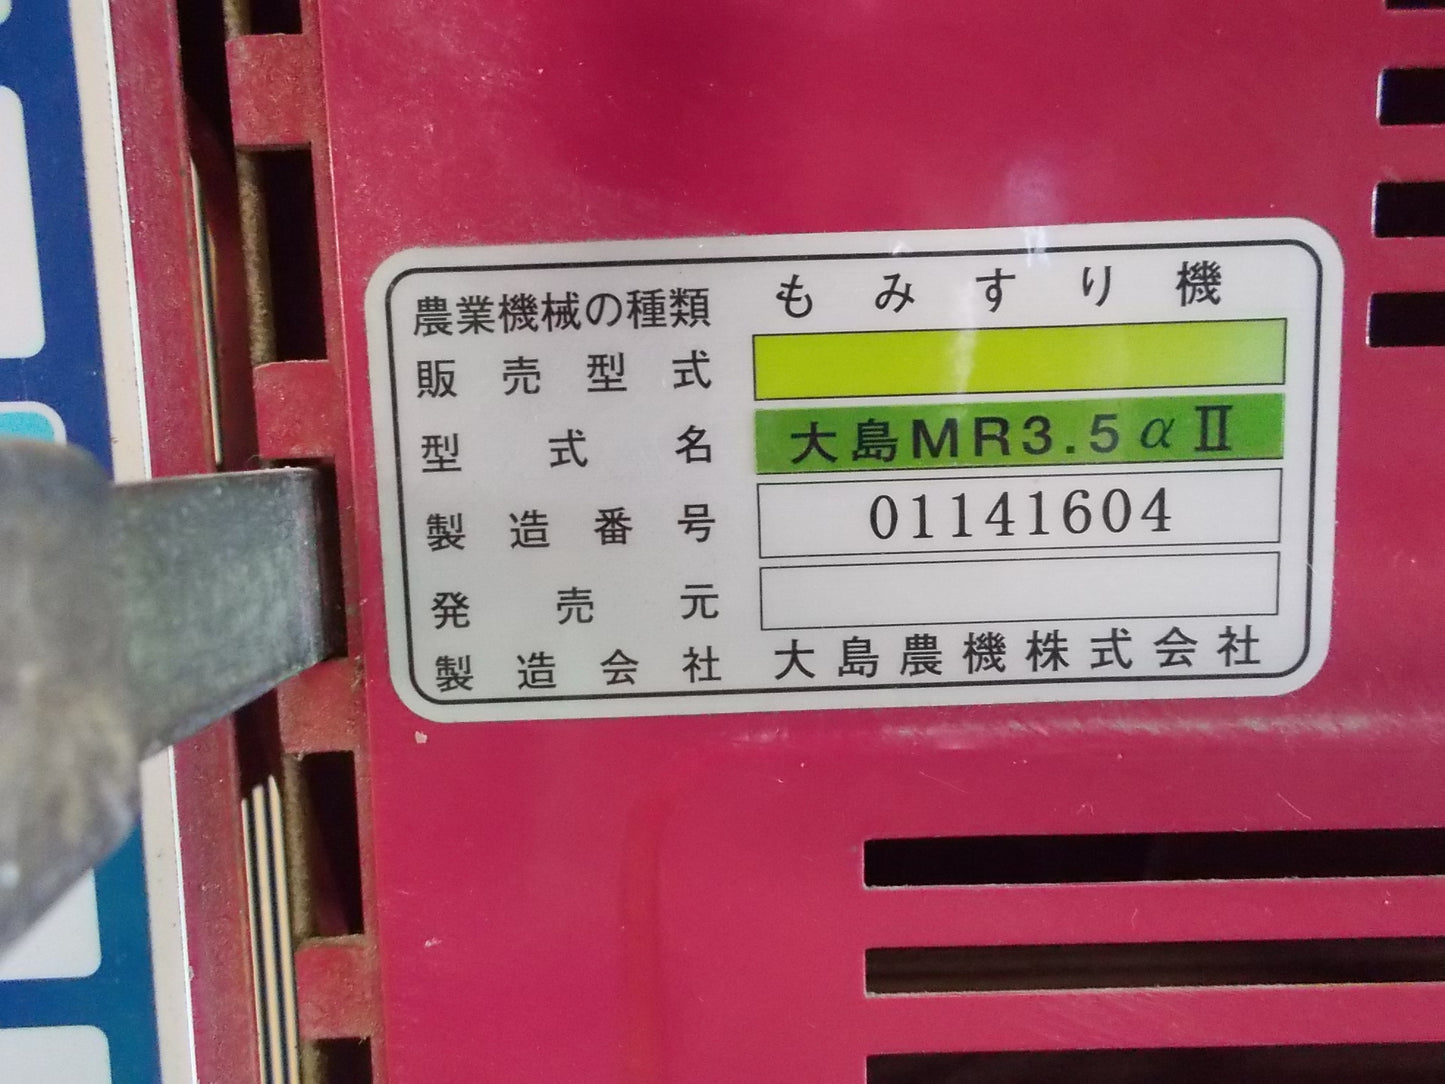 農業機械の種類 もみすり機
販売型式
型式名 大島MR3.5αⅡ
製造番号 01141604
発売元
製造会社 大島農機株式会社